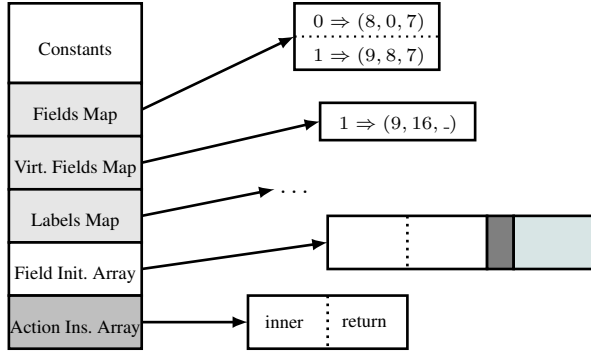 Constants
0 ⇒ (8, 0, 7)
1 ⇒ (9, 8, 7)
Fields Map
1 ⇒ (9, 16, _)
Virt. Fields Map
Labels Map
...
Field Init. Array
Action Ins. Array
inner
return